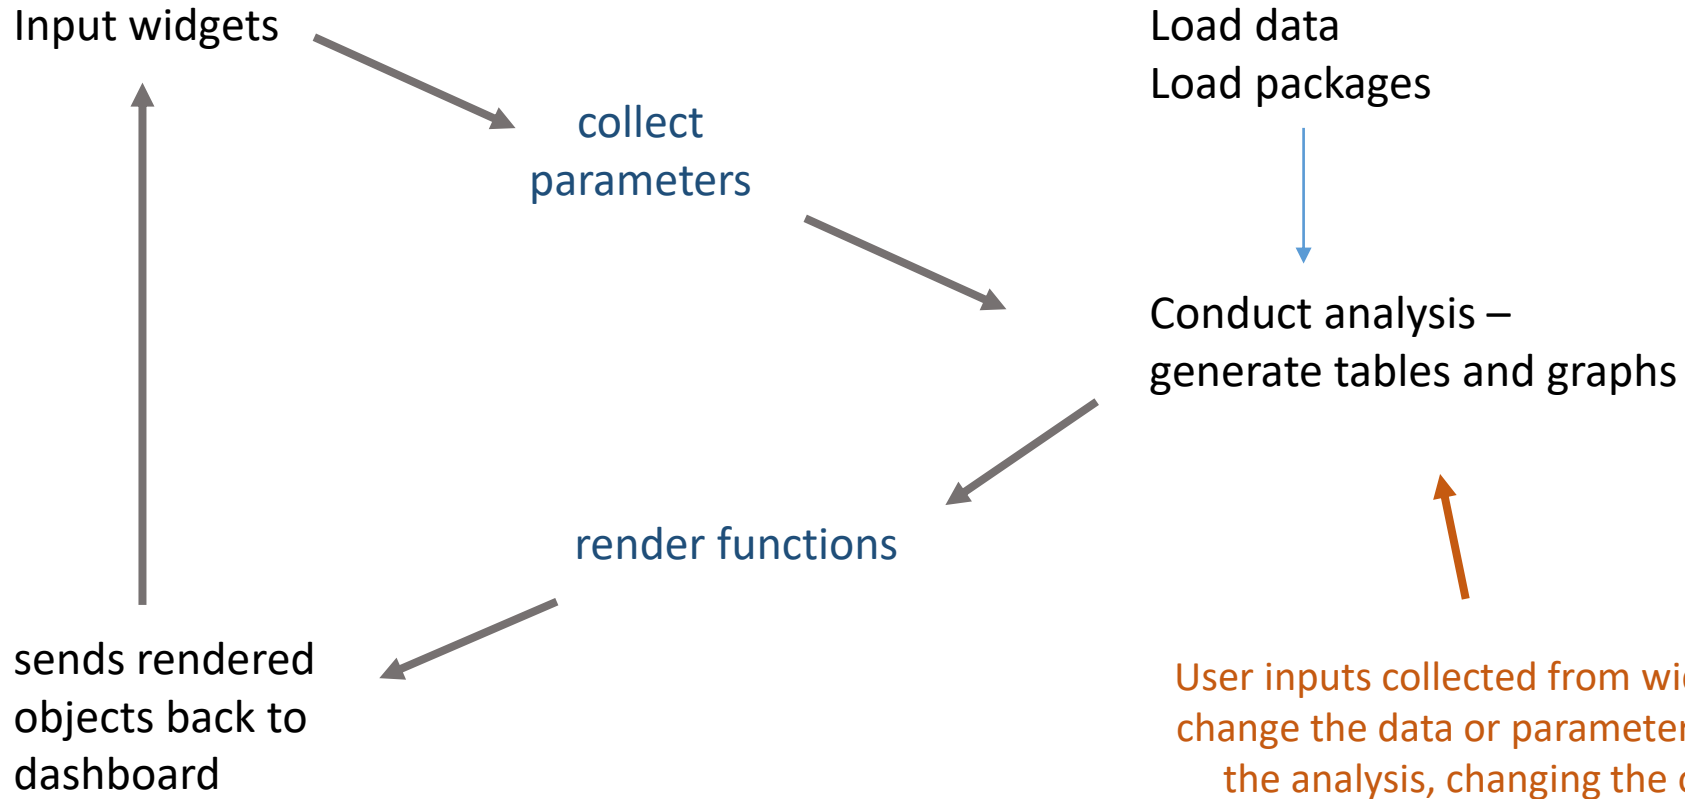 Input widgets
Load data
Load packages
collect
parameters
Conduct analysis –
generate tables and graphs
render functions
sends rendered
objects back to
dashboard
User inputs collected from
change the data or
the analysis, changing the